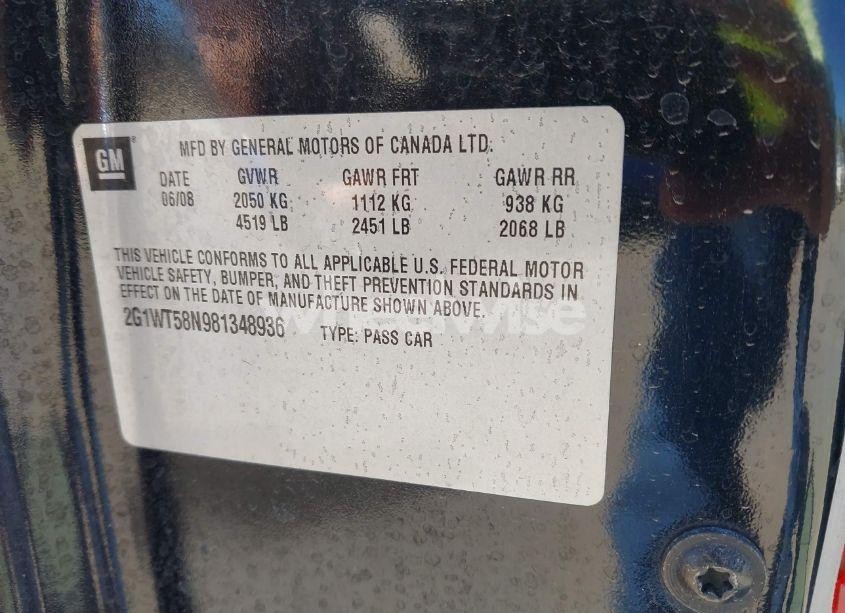 GM
MFD BY GENERAL MOTORS OF CANADA LTD.
DATE GVWR GAWR FRT GAWR RR
06/08 2050 KG 1112 KG 938 KG
4519 LB 2451 LB 2068 LB
THIS VEHICLE CONFORMS TO ALL APPLICABLE U.S. FEDERAL MOTOR
VEHICLE SAFETY, BUMPER, AND THEFT PREVENTION STANDARDS IN
EFFECT ON THE DATE OF MANUFACTURE SHOWN ABOVE.
2G1WT58N981348936 TYPE: PASS CAR